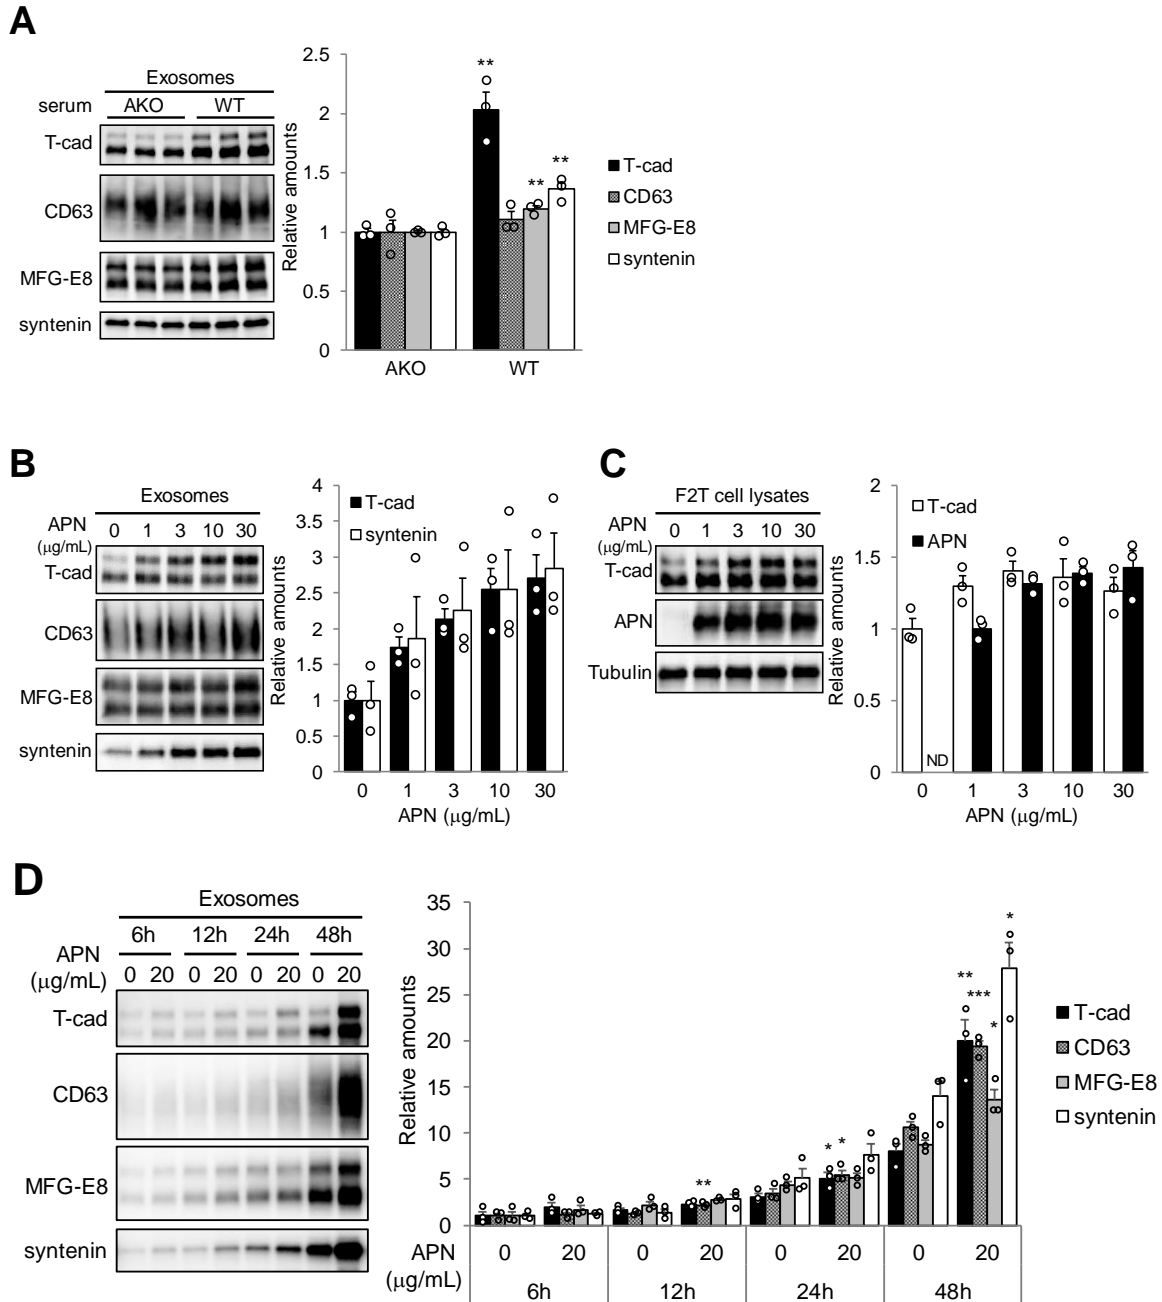 A
Exosomes
serum AKO WT
T-cad
CD63
MFG-E8
syntenin
Relative amounts
2.5
2
1.5
1
0.5
0
**
**
**
AKO WT
T-cad
CD63
MFG-E8
syntenin
B
Exosomes
APN
(μg/mL)
0 1 3 10 30
T-cad
CD63
MFG-E8
syntenin
Relative amounts
4
3.5
3
2.5
2
1.5
1
0.5
0
T-cad
syntenin
0 1 3 10 30
APN (μg/mL)
C
F2T cell lysates
APN
(μg/mL)
0 1 3 10 30
T-cad
APN
Tubulin
Relative amounts
2
1.5
1
0.5
0
T-cad
APN
ND
0 1 3 10 30
APN (μg/mL)
D
Exosomes
6h 12h 24h 48h
APN
(μg/mL)
0 20 0 20 0 20 0 20
T-cad
CD63
MFG-E8
syntenin
Relative amounts
35
30
25
20
15
10
5
0
**
* *
**
***
*
*
T-cad
CD63
MFG-E8
syntenin
APN
(μg/mL)
0 20 0 20 0 20 0 20
6h 12h 24h 48h